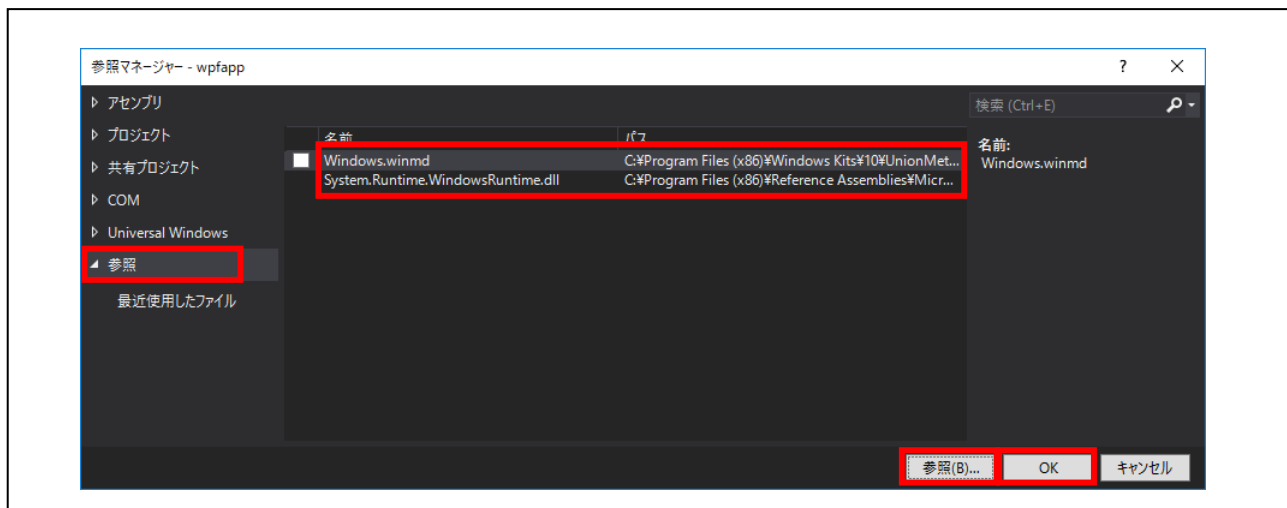 参照マネージャー - wpfapp
? ×
アセンブリ
プロジェクト
共有プロジェクト
COM
Universal Windows
参照
最近使用したファイル
名前 パス
Windows.winmd C:¥Program Files (x86)¥Windows Kits¥10¥UnionMet...
System.Runtime.WindowsRuntime.dll C:¥Program Files (x86)¥Reference Assemblies¥Micr...
検索 (Ctrl+E)
名前:
Windows.winmd
参照(B)... OK キャンセル